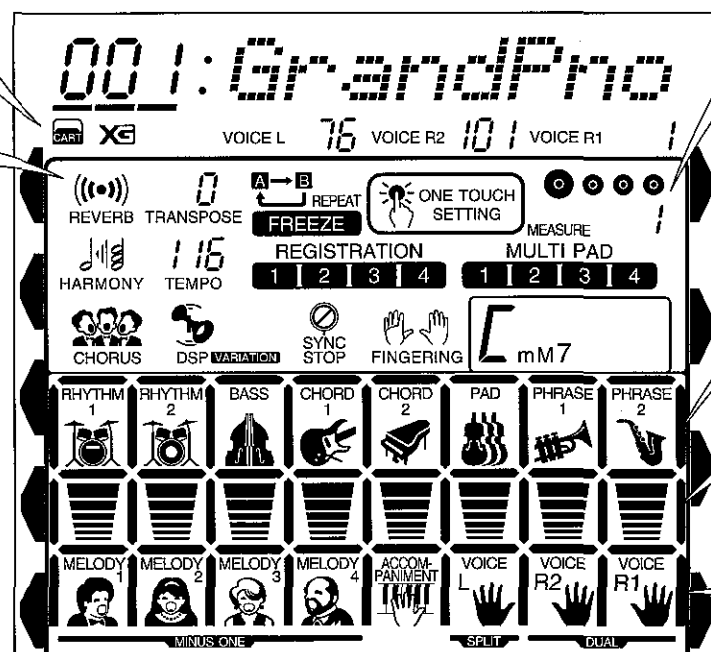 001:GrandPno
CART XG VOICE L 76 VOICE R2 101 VOICE R1 1
REVERB
0
TRANSPOSE
A B
REPEAT
FREEZE
ONE TOUCH
SETTING
MEASURE 1
HARMONY
116
TEMPO
REGISTRATION
1 2 3 4
MULTI PAD
1 2 3 4
CHORUS
DSP VARIATION
SYNC
STOP
FINGERING
C mM7
RHYTHM
1
RHYTHM
2
BASS
CHORD
1
CHORD
2
PAD
PHRASE
1
PHRASE
2
MELODY
1
MELODY
2
MELODY
3
MELODY
4
ACCOM-
PANIMENT
VOICE
L
VOICE
R2
VOICE
R1
MINUS ONE
SPLIT
DUAL